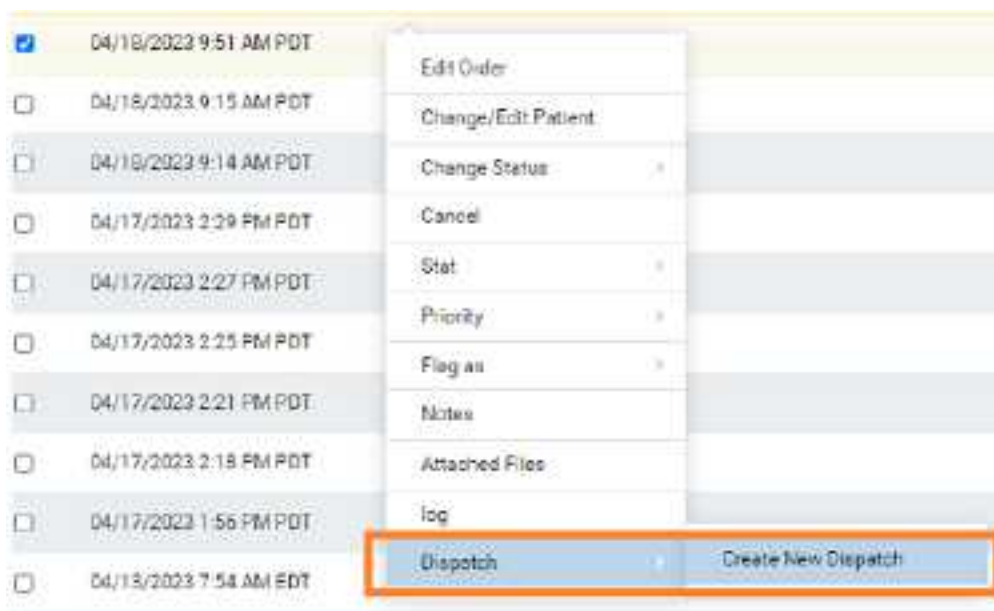 04/18/2023 9:51 AM PDT
Edit Order
04/18/2023 9:15 AM PDT
Change/Edit Patient
04/18/2023 9:14 AM PDT
Change Status
04/17/2023 2:29 PM PDT
Cancel
04/17/2023 2:27 PM PDT
Stat
04/17/2023 2:25 PM PDT
Priority
Flag as
04/17/2023 2:21 PM PDT
Notes
04/17/2023 2:18 PM PDT
Attached Files
04/17/2023 1:56 PM PDT
log
Dispatch
Create New Dispatch
04/13/2023 7:54 AM EDT